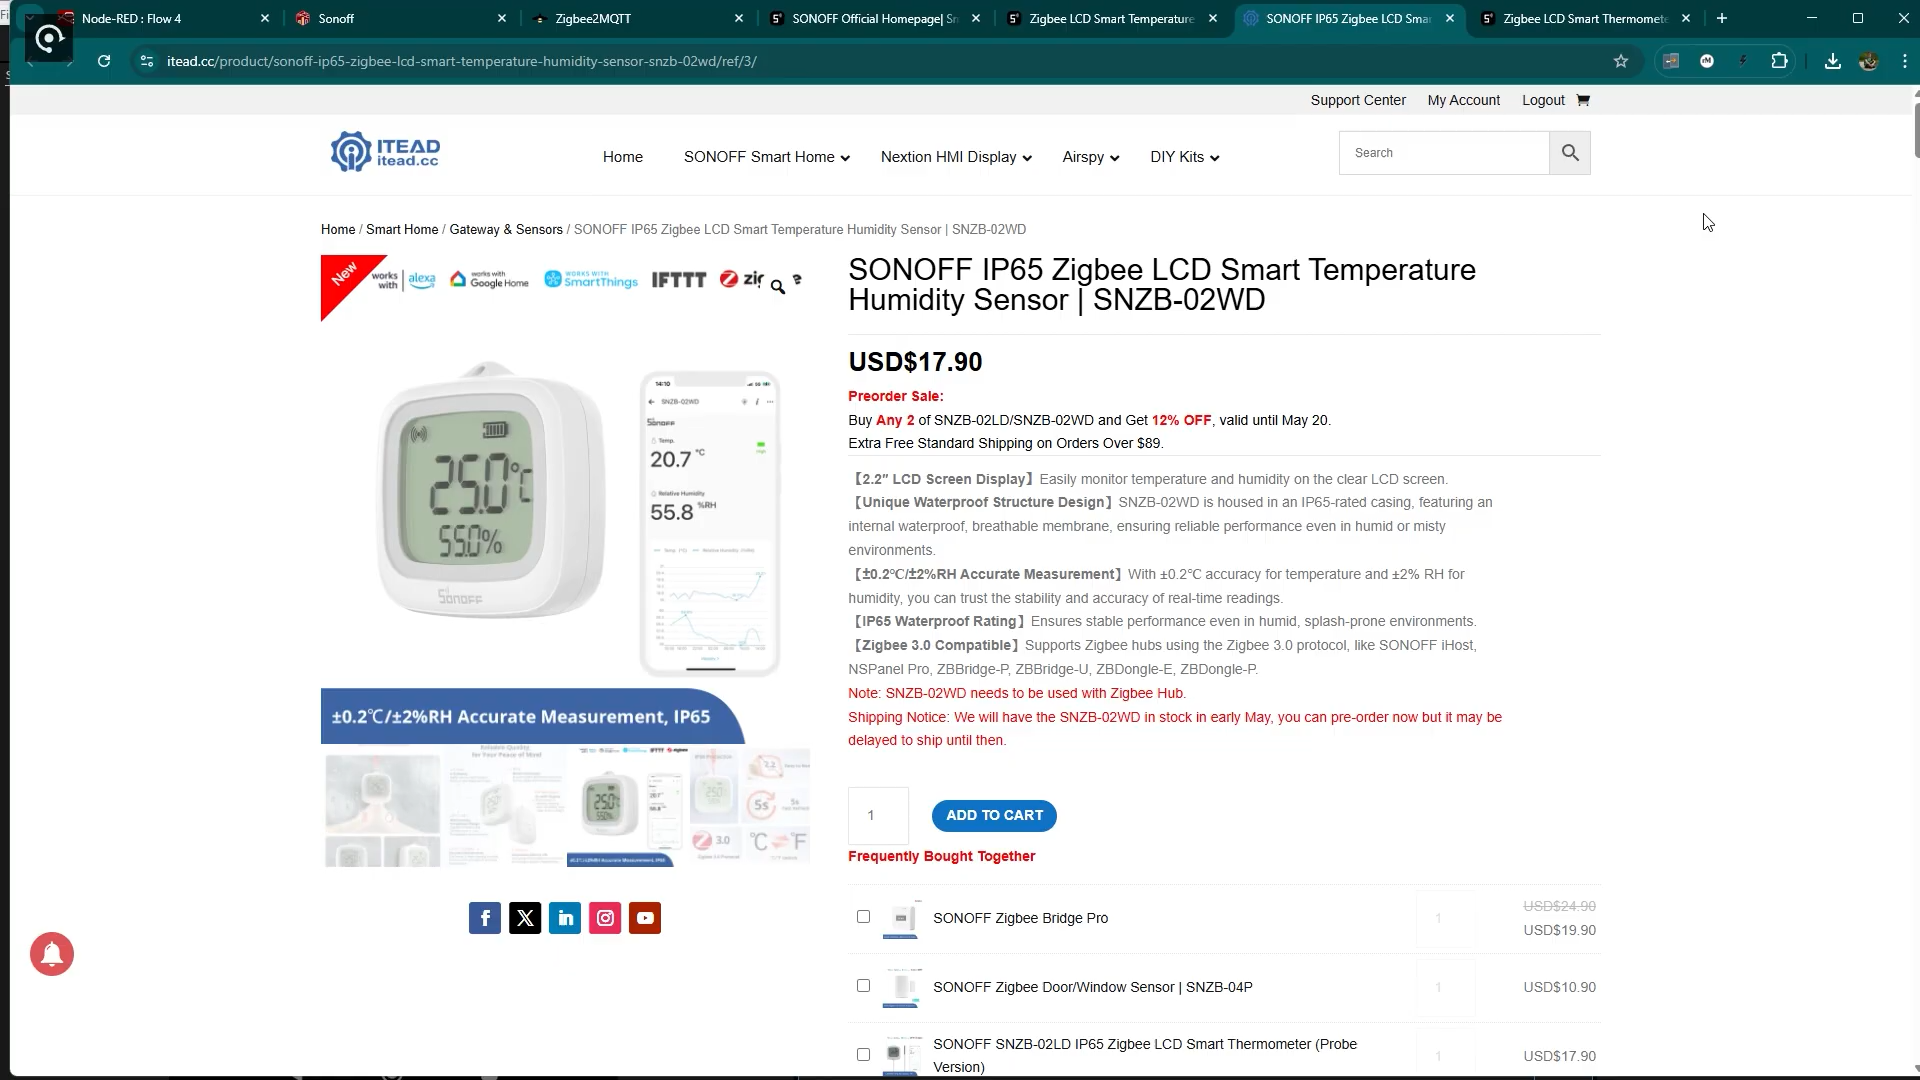 Node-RED : Flow 4
Sonoff
Zigbee2MQTT
SONOFF Official Homepage| Sm
Zigbee LCD Smart Temperature
SONOFF IP65 Zigbee LCD Smar
Zigbee LCD Smart Thermomete
itead.cc/product/sonoff-ip65-zigbee-lcd-smart-temperature-humidity-sensor-snzb-02wd/ref/3/
Support Center
My Account
Logout
ITEAD
itead.cc
Home
SONOFF Smart Home
Nextion HMI Display
Airspy
DIY Kits
Search
Home / Smart Home / Gateway & Sensors / SONOFF IP65 Zigbee LCD Smart Temperature Humidity Sensor | SNZB-02WD
New
works with alexa
works with Google Home
WORKS WITH SmartThings
IFTTT
14:10
SNZB-02WD
Sonoff
Temp.
20.7 °C
Relative Humidity
55.8 %RH
25.0°C
55.0%
Sonoff
±0.2℃/±2%RH Accurate Measurement, IP65
SONOFF IP65 Zigbee LCD Smart Temperature
Humidity Sensor | SNZB-02WD
USD$17.90
Preorder Sale:
Buy Any 2 of SNZB-02LD/SNZB-02WD and Get 12% OFF, valid until May 20.
Extra Free Standard Shipping on Orders Over $89.
【2.2″ LCD Screen Display】Easily monitor temperature and humidity on the clear LCD screen.
【Unique Waterproof Structure Design】SNZB-02WD is housed in an IP65-rated casing, featuring an
internal waterproof, breathable membrane, ensuring reliable performance even in humid or misty
environments.
【±0.2℃/±2%RH Accurate Measurement】With ±0.2℃ accuracy for temperature and ±2% RH for
humidity, you can trust the stability and accuracy of real-time readings.
【IP65 Waterproof Rating】Ensures stable performance even in humid, splash-prone environments.
【Zigbee 3.0 Compatible】Supports Zigbee hubs using the Zigbee 3.0 protocol, like SONOFF iHost,
NSPanel Pro, ZBBridge-P, ZBBridge-U, ZBDongle-E, ZBDongle-P.
Note: SNZB-02WD needs to be used with Zigbee Hub.
Shipping Notice: We will have the SNZB-02WD in stock in early May, you can pre-order now but it may be
delayed to ship until then.
1
ADD TO CART
Frequently Bought Together
SONOFF Zigbee Bridge Pro
1
USD$24.90
USD$19.90
SONOFF Zigbee Door/Window Sensor | SNZB-04P
1
USD$10.90
SONOFF SNZB-02LD IP65 Zigbee LCD Smart Thermometer (Probe
Version)
1
USD$17.90